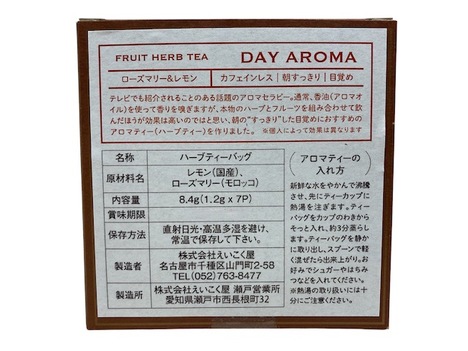 FRUIT HERB TEA DAY AROMA
ローズマリー&レモン カフェインレス 朝すっきり 目覚め
テレビでも紹介されることのある話題のアロマセラピー。通常、香油(アロマオ
イル)を使って香りを嗅ぎますが、本物のハーブとフルーツを組み合わせて飲
んだほうが効果は高いのではと思い、朝の"すっきり"した目覚めにおすすめの
アロマティー(ハーブティー)を作りました。 ※個人によって効果は異なります
名称 ハーブティーバッグ
原材料名 レモン(国産)、
ローズマリー(モロッコ)
内容量 8.4g(1.2g x 7P)
賞味期限
保存方法 直射日光・高温多湿を避け、
常温で保存して下さい。
製造者 株式会社えいこく屋
名古屋市千種区山門町2-58
TEL(052)763-8477
製造所 株式会社えいこく屋 瀬戸営業所
愛知県瀬戸市西長根町32
アロマティーの
入れ方
新鮮な水をやかんで沸騰
させ、先にティーカップに
熱湯を注ぎます。ティー
バッグをカップのわきから
そっと入れ、約3分蒸らし
ます。ティーバッグを静か
に取り出し、スプーンで軽
く混ぜたら出来上がり。お
好みでシュガーやはちみ
つなどを入れてください。
※熱湯の取り扱いには十
分にご注意ください。